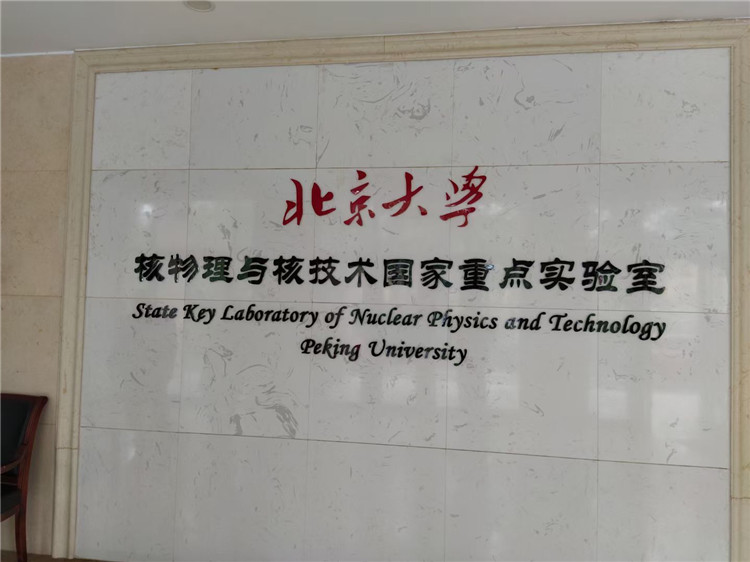 北京大学
核物理与核技术国家重点实验室
State Key Laboratory of Nuclear Physics and Technology
Peking University